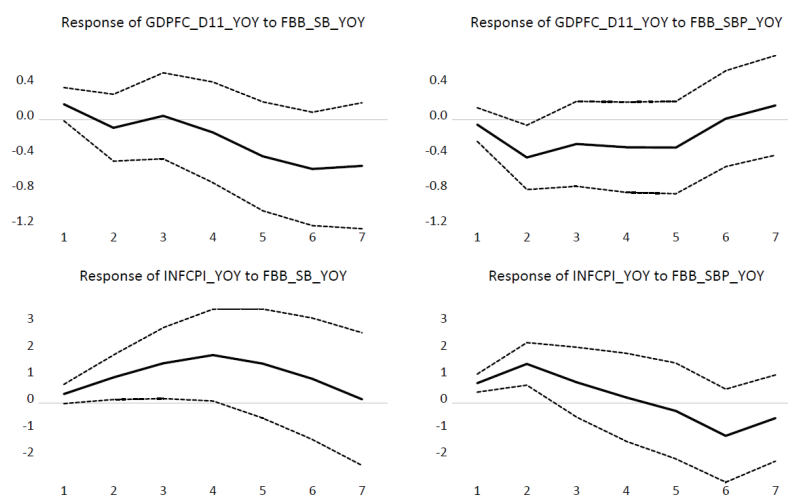 Response of GDPFC_D11_YOY to FBB_SB_YOY
0.4
0.0
-0.4
-0.8
-1.2
1 2 3 4 5 6 7
Response of GDPFC_D11_YOY to FBB_SBP_YOY
0.4
0.0
-0.4
-0.8
-1.2
1 2 3 4 5 6 7
Response of INFCPI_YOY to FBB_SB_YOY
3
2
1
0
-1
-2
1 2 3 4 5 6 7
Response of INFCPI_YOY to FBB_SBP_YOY
3
2
1
0
-1
-2
1 2 3 4 5 6 7